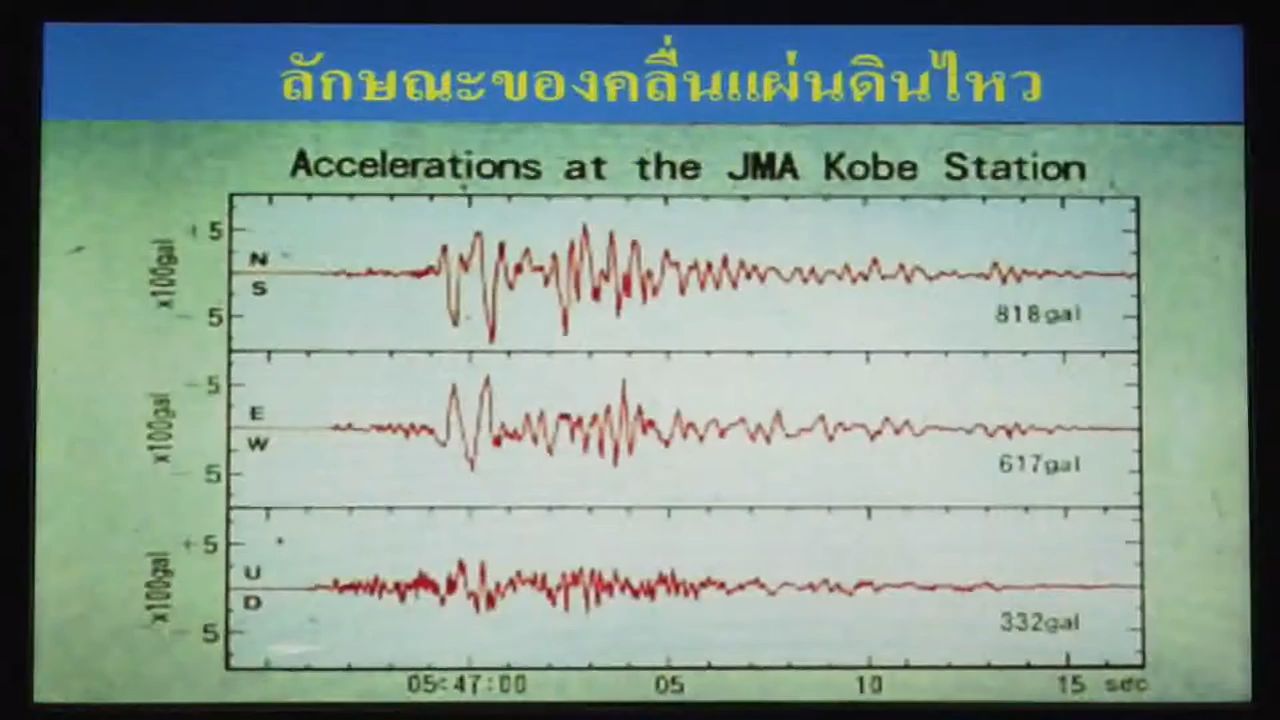 ลักษณะของคลื่นแผ่นดินไหว
Accelerations at the JMA Kobe Station
x100gal
+5
N
S
5
818gal
x100gal
5
E
W
5
617gal
x100gal
+5
U
D
5
332gal
05:47:00 05 10 15 sec